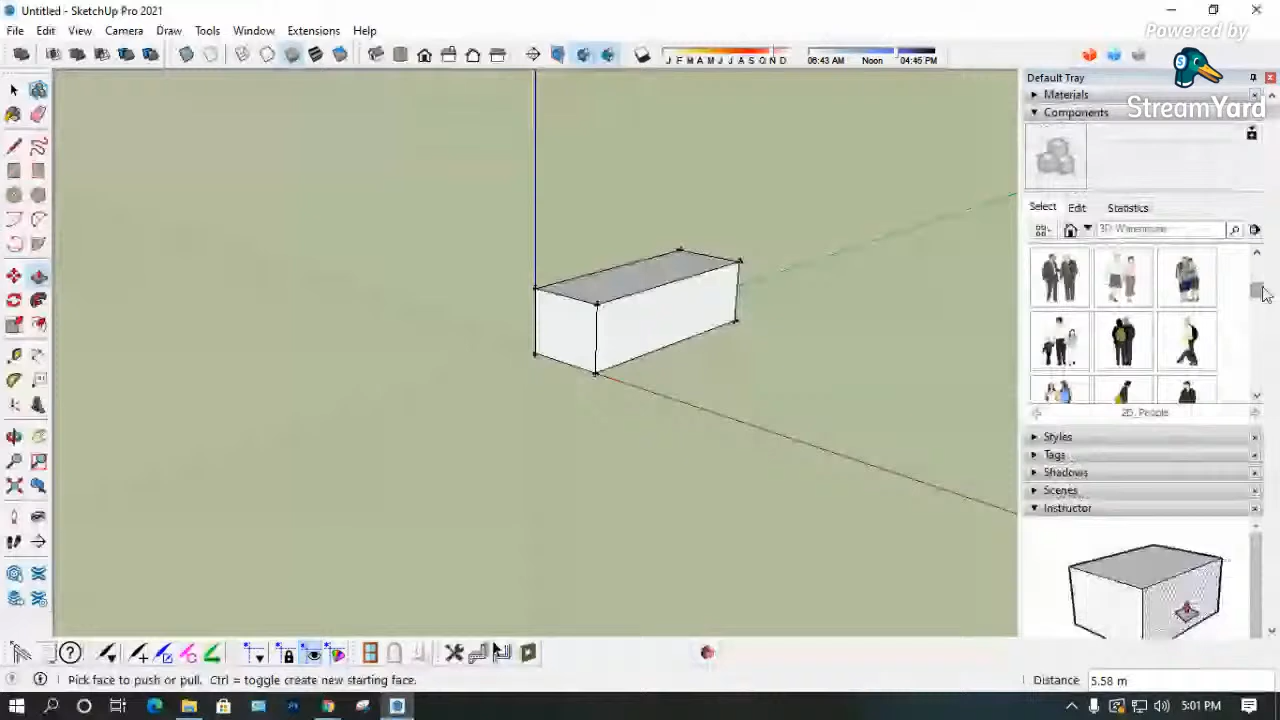 Untitled - SketchUp Pro 2021
Powered by
StreamYard
File Edit View Camera Draw Tools Window Extensions Help
J F M A M J J A S O N D
06:43 AM Noon 04:45 PM
Default Tray
Materials
Components
Select Edit Statistics
3D Warehouse
2D_People
Styles
Tags
Shadows
Scenes
Instructor
Pick face to push or pull. Ctrl = toggle create new starting face.
Distance 5.58 m
5:01 PM